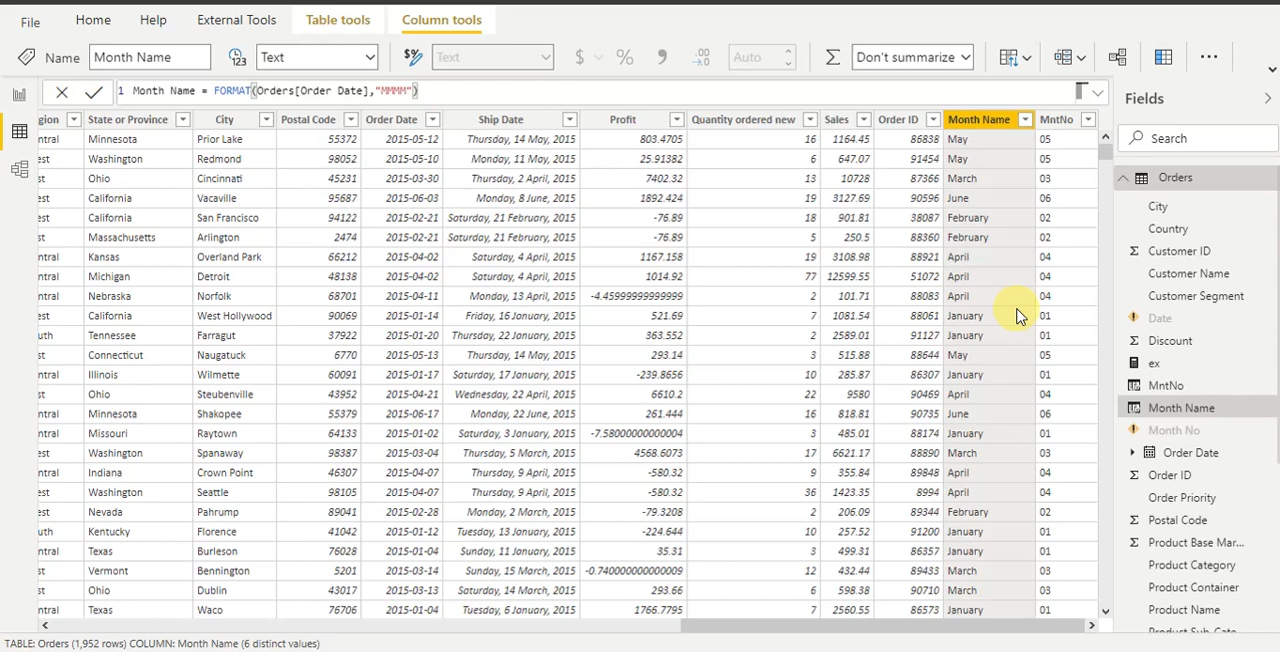 File Home Help External Tools Table tools Column tools
Name Month Name Text Text $ % Auto Don't summarize
1 Month Name = FORMAT(Orders[Order Date],"MMMM")
gion State or Province City Postal Code Order Date Ship Date Profit Quantity ordered new Sales Order ID Month Name MntNo
ntral Minnesota Prior Lake 55372 2015-05-12 Thursday, 14 May, 2015 803.4705 16 1164.45 86838 May 05
est Washington Redmond 98052 2015-05-10 Monday, 11 May, 2015 25.91382 6 647.07 91454 May 05
st Ohio Cincinnati 45231 2015-03-30 Thursday, 2 April, 2015 7402.32 13 10728 87366 March 03
est California Vacaville 95687 2015-06-03 Monday, 8 June, 2015 1892.424 19 3127.69 90596 June 06
est California San Francisco 94122 2015-02-21 Saturday, 21 February, 2015 -76.89 18 901.81 38087 February 02
st Massachusetts Arlington 2474 2015-02-21 Saturday, 21 February, 2015 -76.89 5 250.5 88360 February 02
entral Kansas Overland Park 66212 2015-04-02 Saturday, 4 April, 2015 1167.158 19 3108.98 88921 April 04
entral Michigan Detroit 48138 2015-04-02 Saturday, 4 April, 2015 1014.92 77 12599.55 51072 April 04
entral Nebraska Norfolk 68701 2015-04-11 Monday, 13 April, 2015 -4.45999999999999 2 101.71 88083 April 04
est California West Hollywood 90069 2015-01-14 Friday, 16 January, 2015 521.69 7 1081.54 88061 January 01
uth Tennessee Farragut 37922 2015-01-20 Thursday, 22 January, 2015 363.552 2 2589.01 91127 January 01
st Connecticut Naugatuck 6770 2015-05-13 Thursday, 14 May, 2015 293.14 3 515.88 88644 May 05
entral Illinois Wilmette 60091 2015-01-17 Saturday, 17 January, 2015 -239.8656 10 285.87 86307 January 01
st Ohio Steubenville 43952 2015-04-21 Wednesday, 22 April, 2015 6610.2 22 9580 90469 April 04
entral Minnesota Shakopee 55379 2015-06-17 Monday, 22 June, 2015 261.444 16 818.81 90735 June 06
entral Missouri Raytown 64133 2015-01-02 Saturday, 3 January, 2015 -7.58000000000004 3 485.01 88174 January 01
est Washington Spanaway 98387 2015-03-04 Thursday, 5 March, 2015 4568.6073 17 6621.17 88890 March 03
entral Indiana Crown Point 46307 2015-04-07 Thursday, 9 April, 2015 -580.32 9 355.84 89848 April 04
est Washington Seattle 98105 2015-04-07 Thursday, 9 April, 2015 -580.32 36 1423.35 8994 April 04
est Nevada Pahrump 89041 2015-02-28 Monday, 2 March, 2015 -79.3208 2 206.09 89344 February 02
uth Kentucky Florence 41042 2015-01-12 Tuesday, 13 January, 2015 -224.644 10 257.52 91200 January 01
entral Texas Burleson 76028 2015-01-04 Sunday, 11 January, 2015 35.31 3 499.31 86357 January 01
st Vermont Bennington 5201 2015-03-14 Sunday, 15 March, 2015 -0.740000000000009 12 432.44 89433 March 03
st Ohio Dublin 43017 2015-03-13 Saturday, 14 March, 2015 293.66 6 598.38 90710 March 03
entral Texas Waco 76706 2015-01-04 Tuesday, 6 January, 2015 1766.7795 7 2560.55 86573 January 01
TABLE: Orders (1,952 rows) COLUMN: Month Name (6 distinct values)
Fields
Search
Orders
City
Country
Customer ID
Customer Name
Customer Segment
Date
Discount
ex
MntNo
Month Name
Month No
Order Date
Order ID
Order Priority
Postal Code
Product Base Mar...
Product Category
Product Container
Product Name